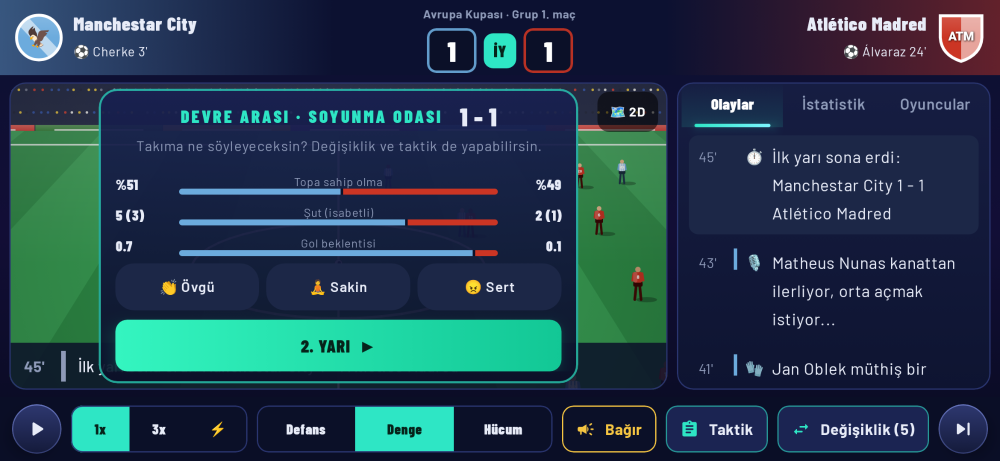 Manchestar City
⚽ Cherke 3'
Avrupa Kupası · Grup 1. maç
1 İY 1
Atlético Madred
⚽ Álvaraz 24'
ATM
DEVRE ARASI · SOYUNMA ODASI 1 - 1
Takıma ne söyleyeceksin? Değişiklik ve taktik de yapabilirsin.
%51 Topa sahip olma %49
5 (3) Şut (isabetli) 2 (1)
0.7 Gol beklentisi 0.1
👏 Övgü 🧘 Sakin 😠 Sert
2. YARI ▶
🗺️ 2D
45' İlk
Olaylar İstatistik Oyuncular
45' ⏱️ İlk yarı sona erdi:
Manchestar City 1 - 1
Atlético Madred
43' 🎙️ Matheus Nunas kanattan
ilerliyor, orta açmak
istiyor...
41' 🧤 Jan Oblek müthiş bir
1x 3x ⚡
Defans Denge Hücum
Bağır
Taktik
Değişiklik (5)